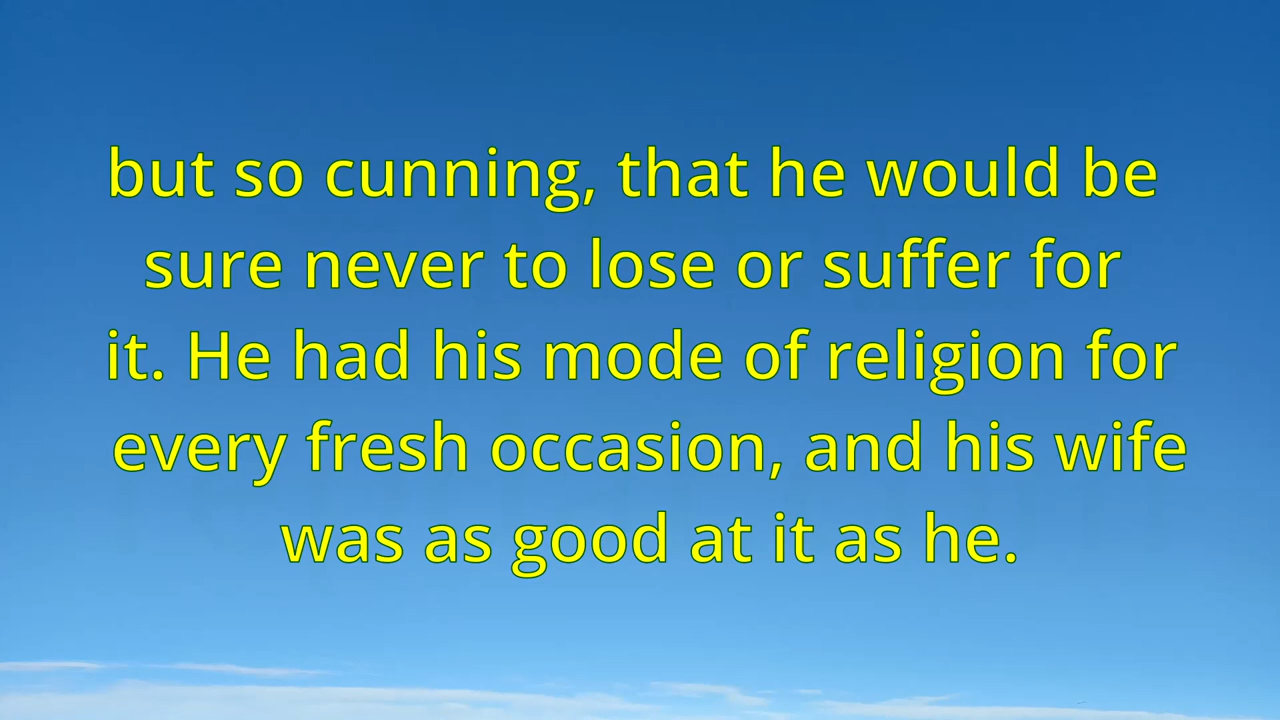 but so cunning, that he would be
sure never to lose or suffer for
it. He had his mode of religion for
every fresh occasion, and his wife
was as good at it as he.